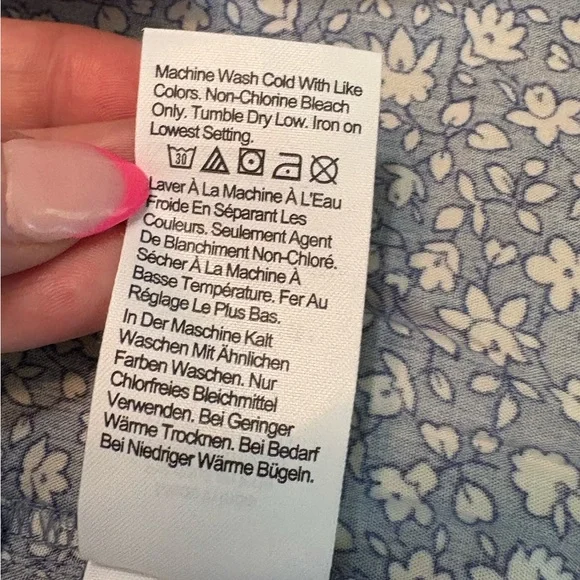 Machine Wash Cold With Like
Colors. Non-Chlorine Bleach
Only. Tumble Dry Low. Iron on
Lowest Setting.
30
Laver À La Machine À L'Eau
Froide En Séparant Les
Couleurs. Seulement Agent
De Blanchiment Non-Chloré.
Sécher À La Machine À
Basse Température. Fer Au
Réglage Le Plus Bas.
In Der Maschine Kalt
Waschen Mit Ähnlichen
Farben Waschen. Nur
Chlorfreies Bleichmittel
Verwenden. Bei Geringer
Wärme Trocknen. Bei Bedarf
Bei Niedriger Wärme Bügeln.